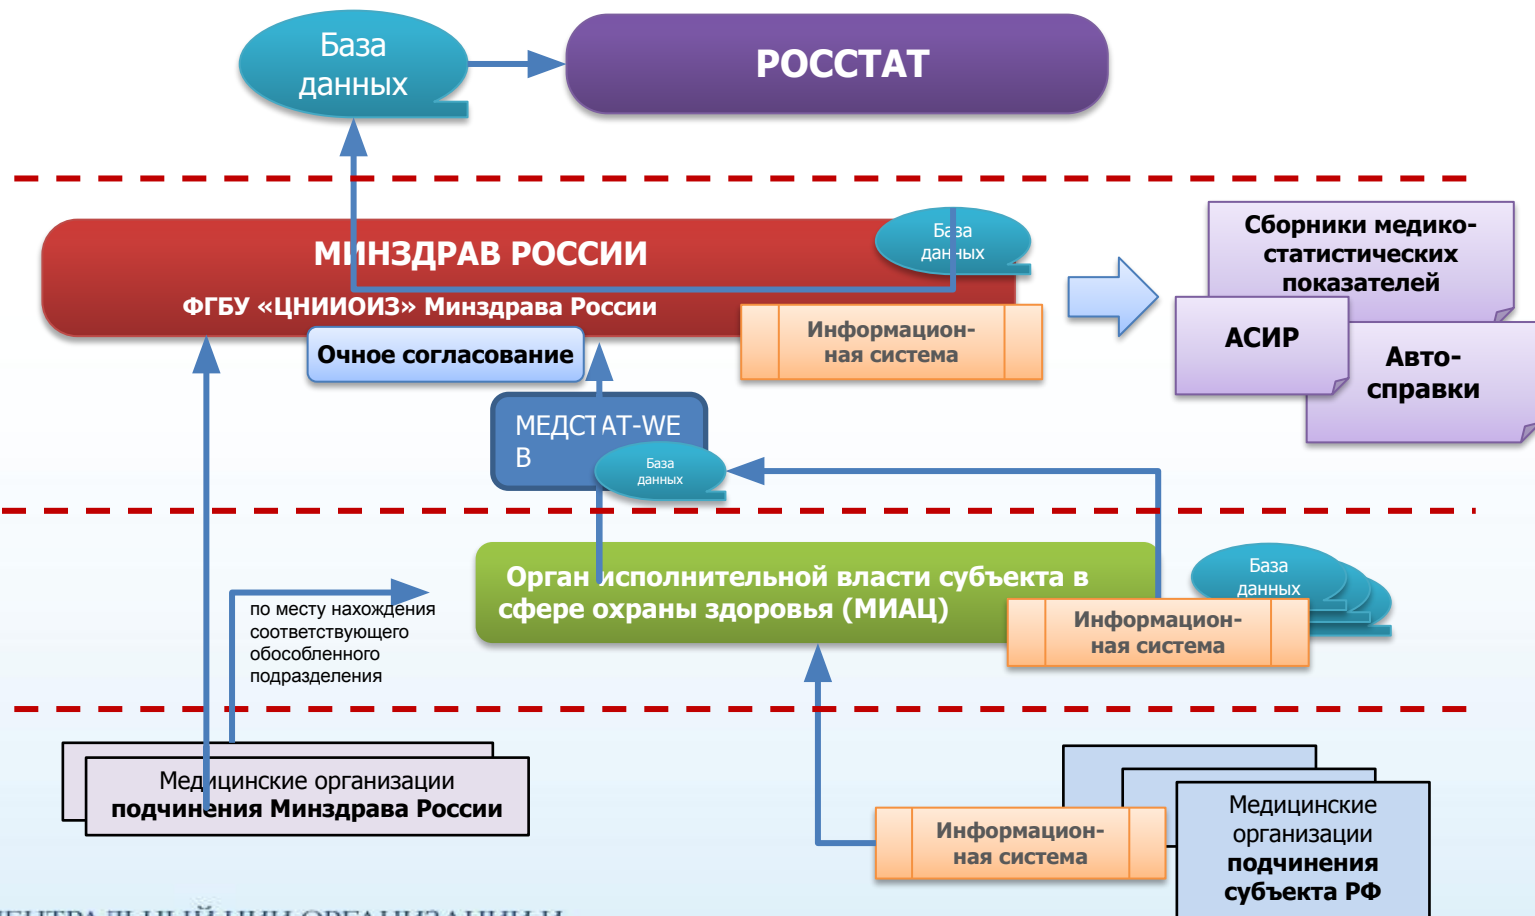 База
данных
РОССТАТ
МИНЗДРАВ РОССИИ
ФГБУ «ЦНИИОИЗ» Минздрава России
База
данных
Информацион-
ная система
Очное согласование
Сборники медико-
статистических
показателей
АСИР
Авто-
справки
МЕДСТАТ-WE
B
База
данных
Орган исполнительной власти субъекта в
сфере охраны здоровья (МИАЦ)
База
данных
Информацион-
ная система
по месту нахождения
соответствующего
обособленного
подразделения
Медицинские организации
подчинения Минздрава России
Информацион-
ная система
Медицинские
организации
подчинения
субъекта РФ
ЦЕНТРАЛЬНЫЙ НИИ ОРГАНИЗАЦИИ И